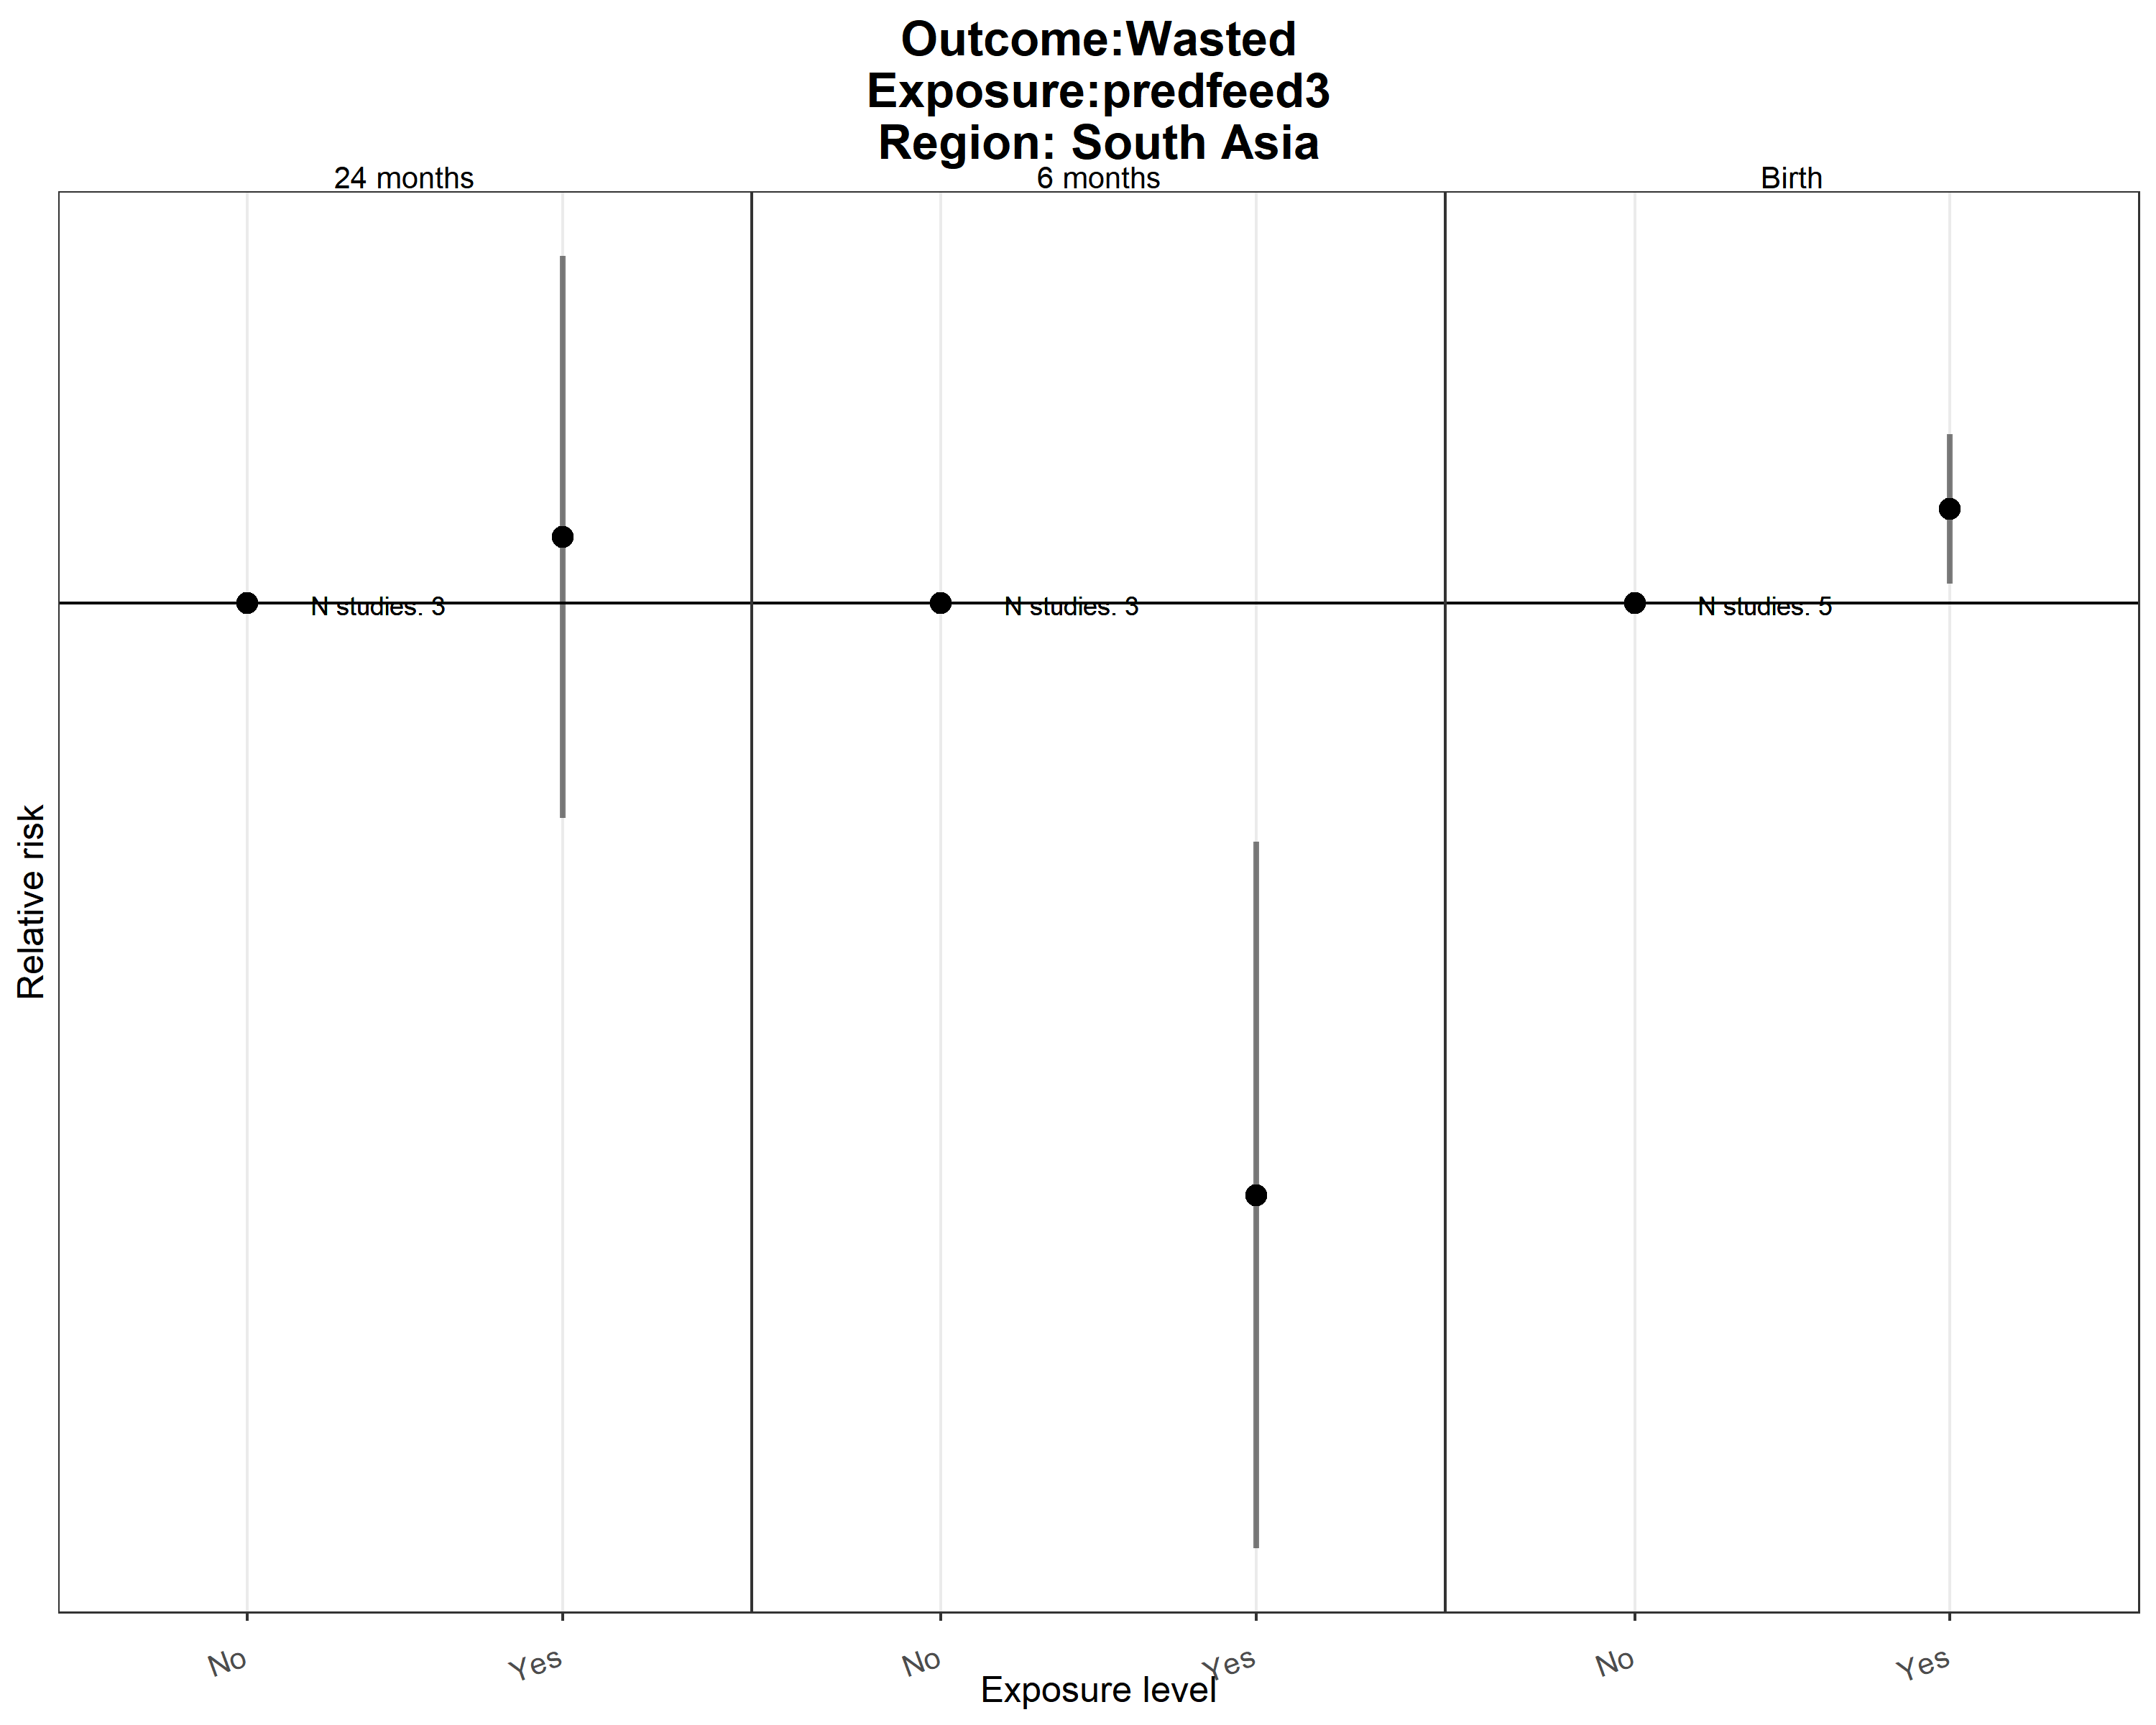 Outcome:Wasted
Exposure:predfeed3
Region: South Asia
24 months
6 months
Birth
N studies: 3
N studies: 3
N studies: 5
Relative risk
No
Yes
No
Yes
No
Yes
Exposure level